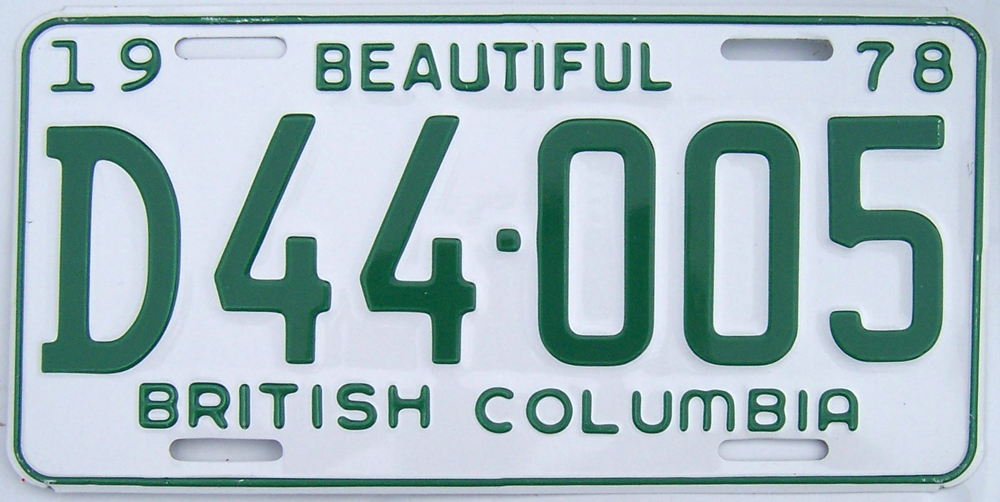 19 BEAUTIFUL 78
D44·005
BRITISH COLUMBIA